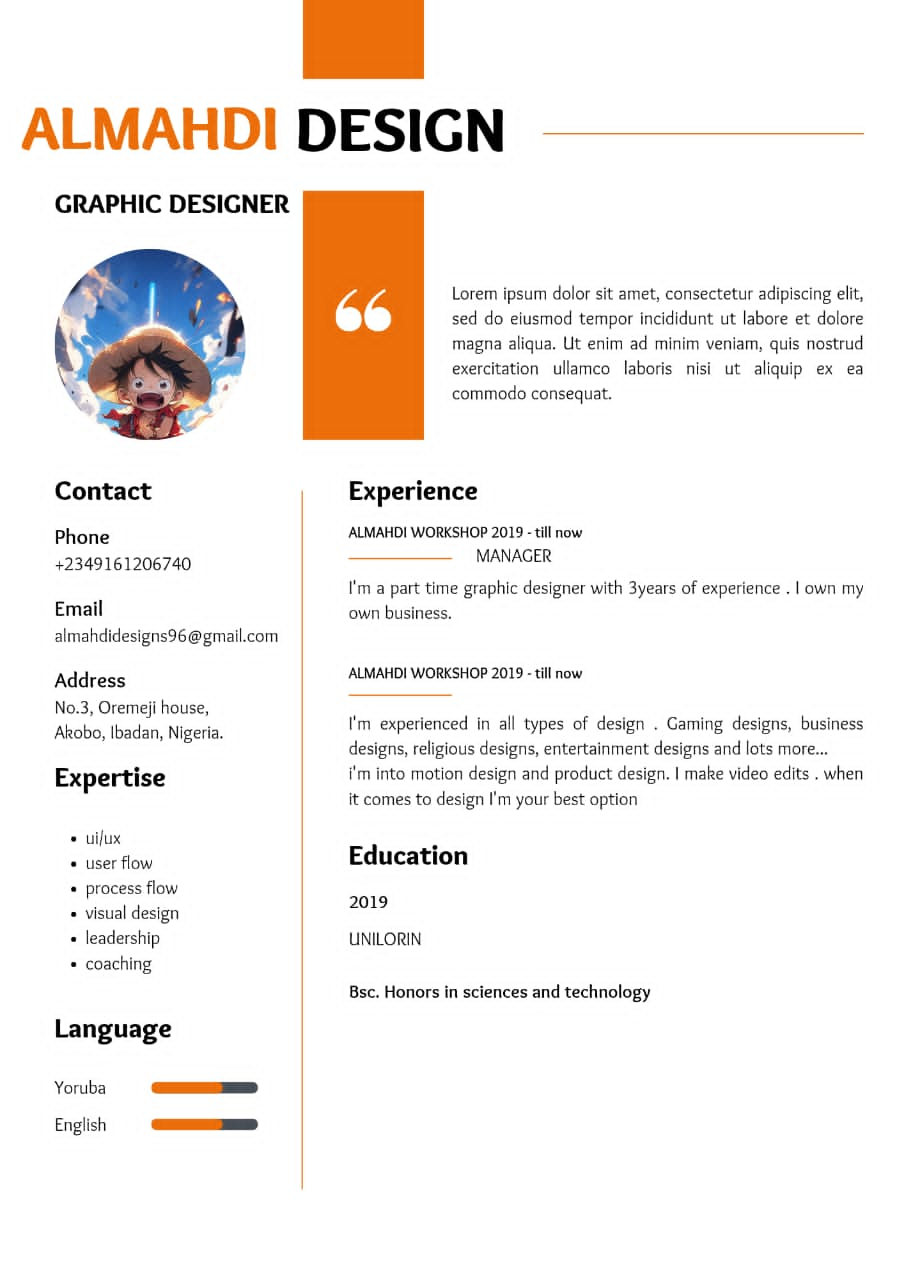 ALMAHDI DESIGN
GRAPHIC DESIGNER
“
Lorem ipsum dolor sit amet, consectetur adipiscing elit,
sed do eiusmod tempor incididunt ut labore et dolore
magna aliqua. Ut enim ad minim veniam, quis nostrud
exercitation ullamco laboris nisi ut aliquip ex ea
commodo consequat.
Contact
Phone
+2349161206740
Email
almahdidesigns96@gmail.com
Address
No.3, Oremeji house,
Akobo, Ibadan, Nigeria.
Expertise
• ui/ux
• user flow
• process flow
• visual design
• leadership
• coaching
Language
Yoruba
English
Experience
ALMAHDI WORKSHOP 2019 - till now
MANAGER
I'm a part time graphic designer with 3years of experience . I own my
own business.
ALMAHDI WORKSHOP 2019 - till now
I'm experienced in all types of design . Gaming designs, business
designs, religious designs, entertainment designs and lots more...
i'm into motion design and product design. I make video edits . when
it comes to design I'm your best option
Education
2019
UNILORIN
Bsc. Honors in sciences and technology